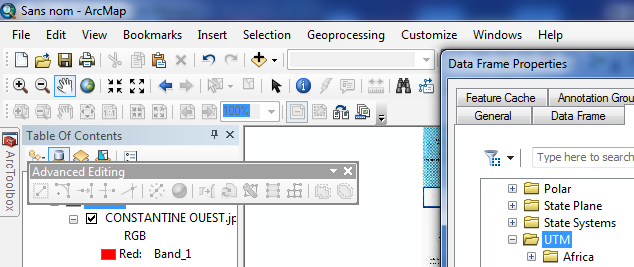 Sans nom - ArcMap
File Edit View Bookmarks Insert Selection Geoprocessing Customize Windows Help
Data Frame Properties
Feature Cache Annotation Grou
General Data Frame
100%
ArcToolbox
Table Of Contents
Type here to search
Advanced Editing
Polar
State Plane
CONSTANTINE OUEST.jp
State Systems
RGB
UTM
Red: Band_1
Africa